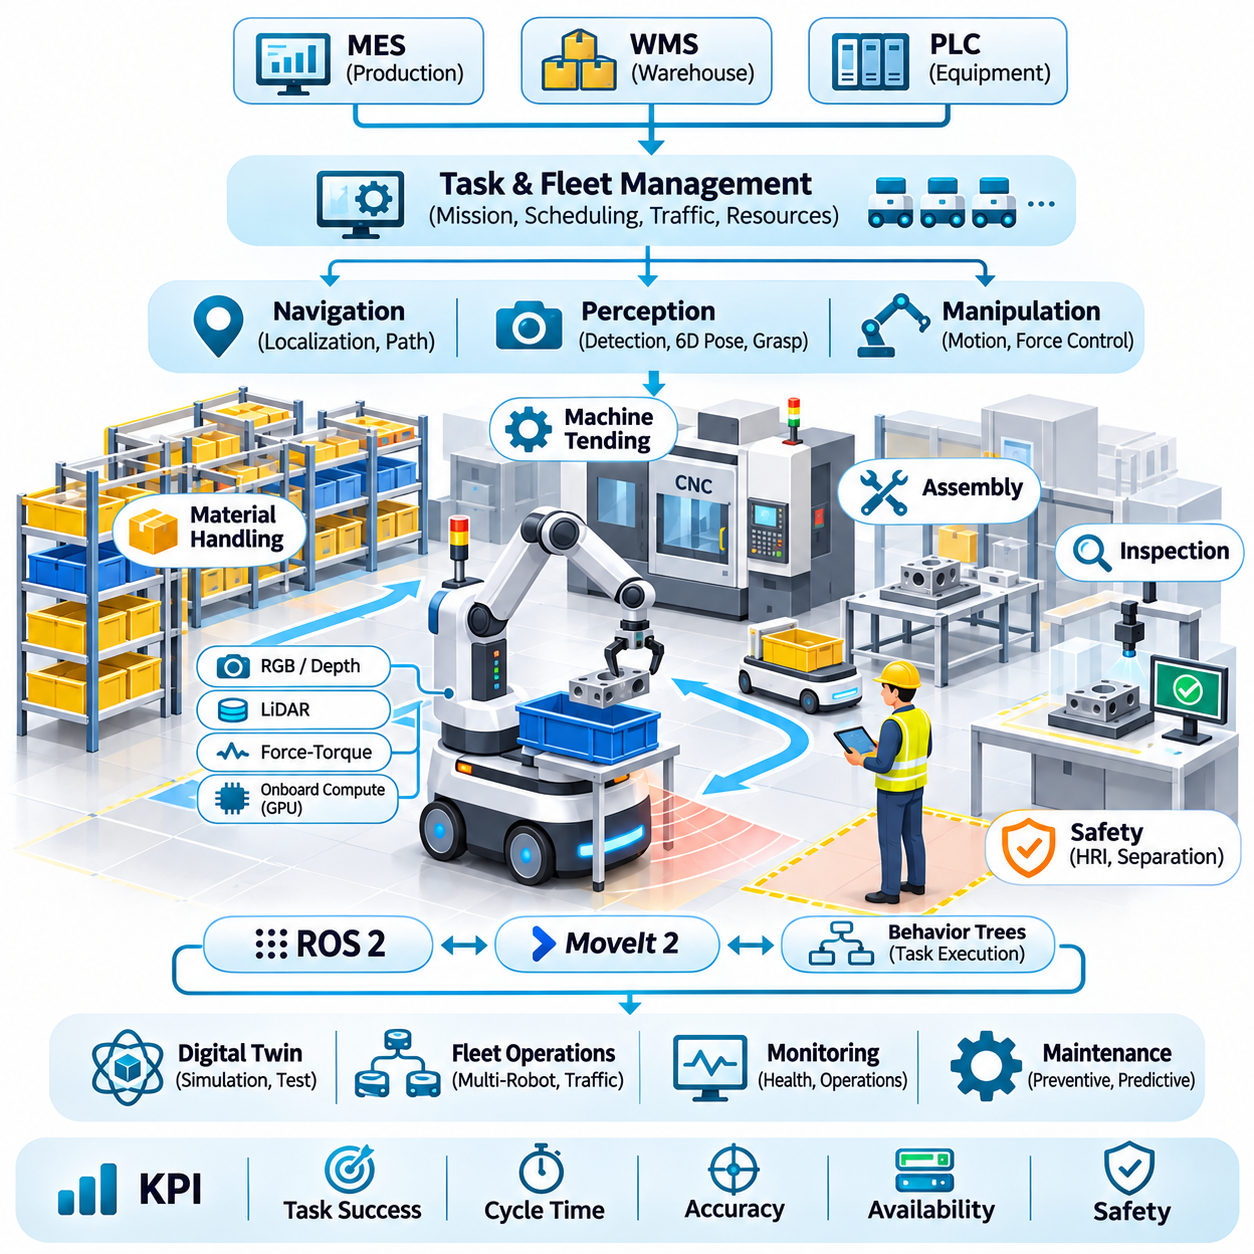 MES
(Production)
WMS
(Warehouse)
PLC
(Equipment)
Task & Fleet Management
(Mission, Scheduling, Traffic, Resources)
Navigation
(Localization, Path)
Perception
(Detection, 6D Pose, Grasp)
Manipulation
(Motion, Force Control)
Machine
Tending
CNC
Assembly
Material
Handling
Inspection
RGB / Depth
LiDAR
Force-Torque
Onboard Compute
(GPU)
Safety
(HRI, Separation)
ROS 2
MoveIt 2
Behavior Trees
(Task Execution)
Digital Twin
(Simulation, Test)
Fleet Operations
(Multi-Robot, Traffic)
Monitoring
(Health, Operations)
Maintenance
(Preventive, Predictive)
KPI
Task Success
Cycle Time
Accuracy
Availability
Safety